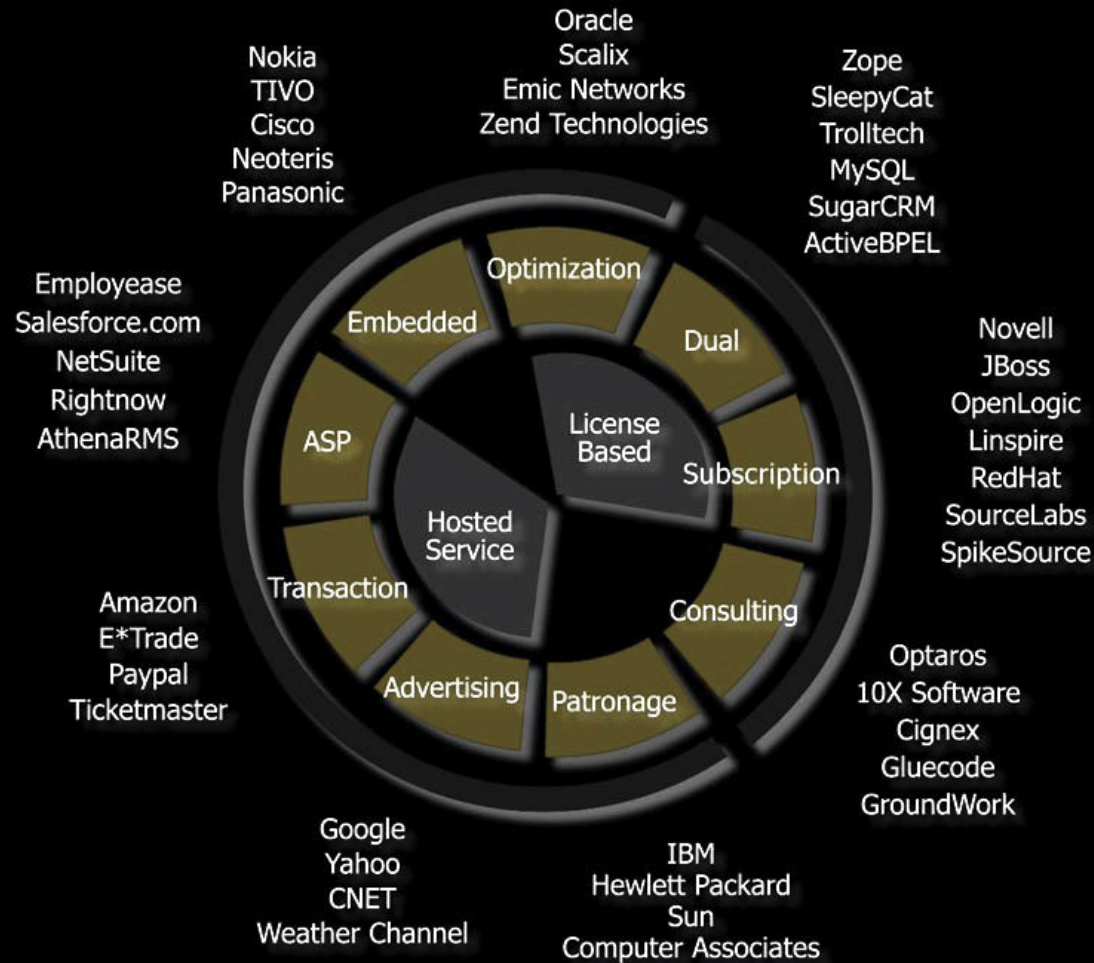 Oracle
Scalix
Emic Networks
Zend Technologies
Nokia
TIVO
Cisco
Neoteris
Panasonic
Zope
SleepyCat
Trolltech
MySQL
SugarCRM
ActiveBPEL
Employease
Salesforce.com
NetSuite
Rightnow
AthenaRMS
Optimization
Embedded
Dual
ASP
License
Based
Subscription
Hosted
Service
Transaction
Consulting
Advertising
Patronage
Novell
JBoss
OpenLogic
Linspire
RedHat
SourceLabs
SpikeSource
Amazon
E*Trade
Paypal
Ticketmaster
Optaros
10X Software
Cignex
Gluecode
GroundWork
Google
Yahoo
CNET
Weather Channel
IBM
Hewlett Packard
Sun
Computer Associates